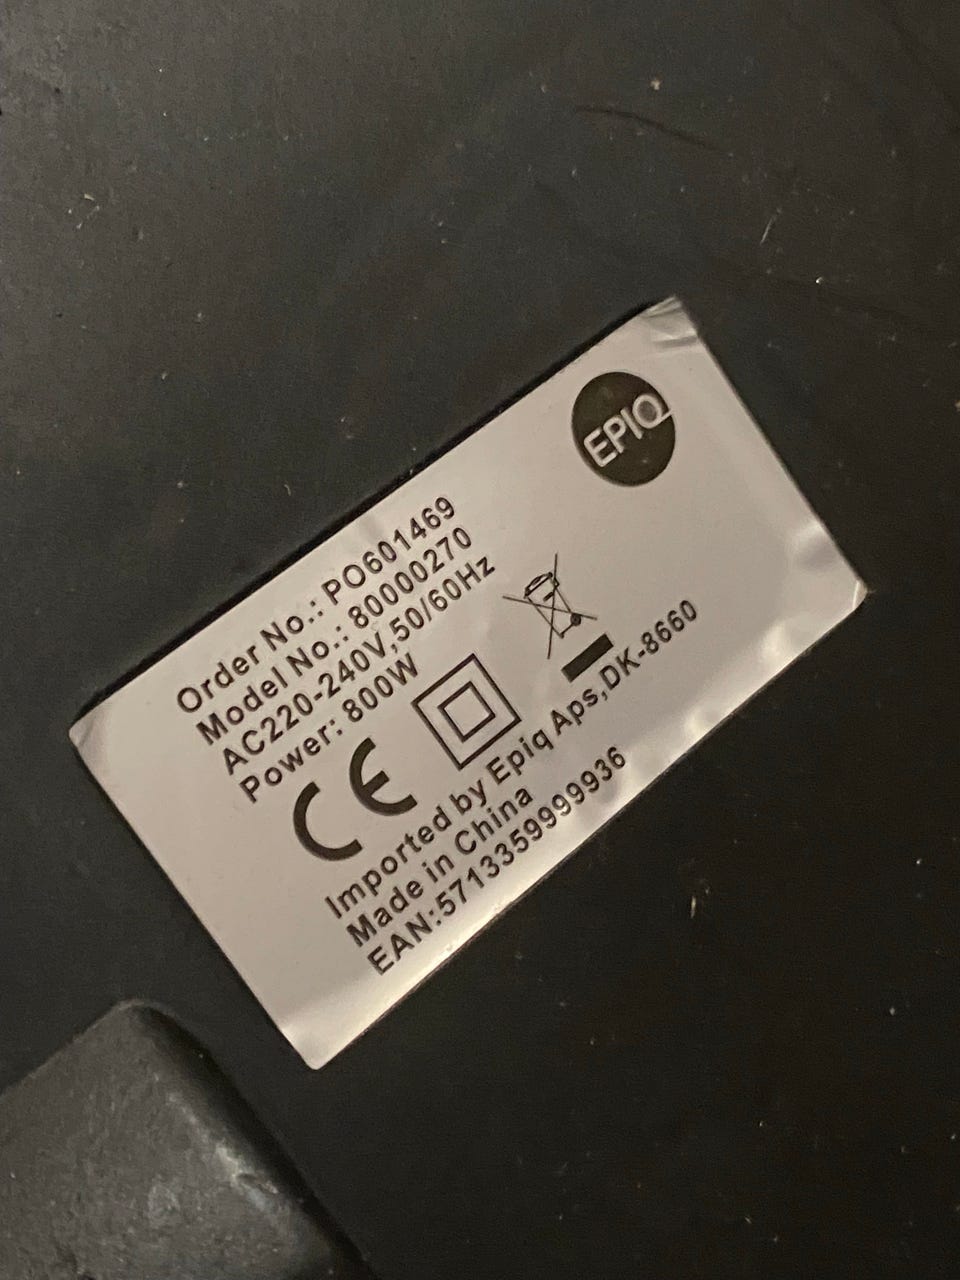 EPIQ
Order No.: PO601469
Model No.: 80000270
AC220-240V,50/60Hz
Power: 800W
CE
Imported by Epiq Aps,DK-8660
Made in China
EAN:5713359999936